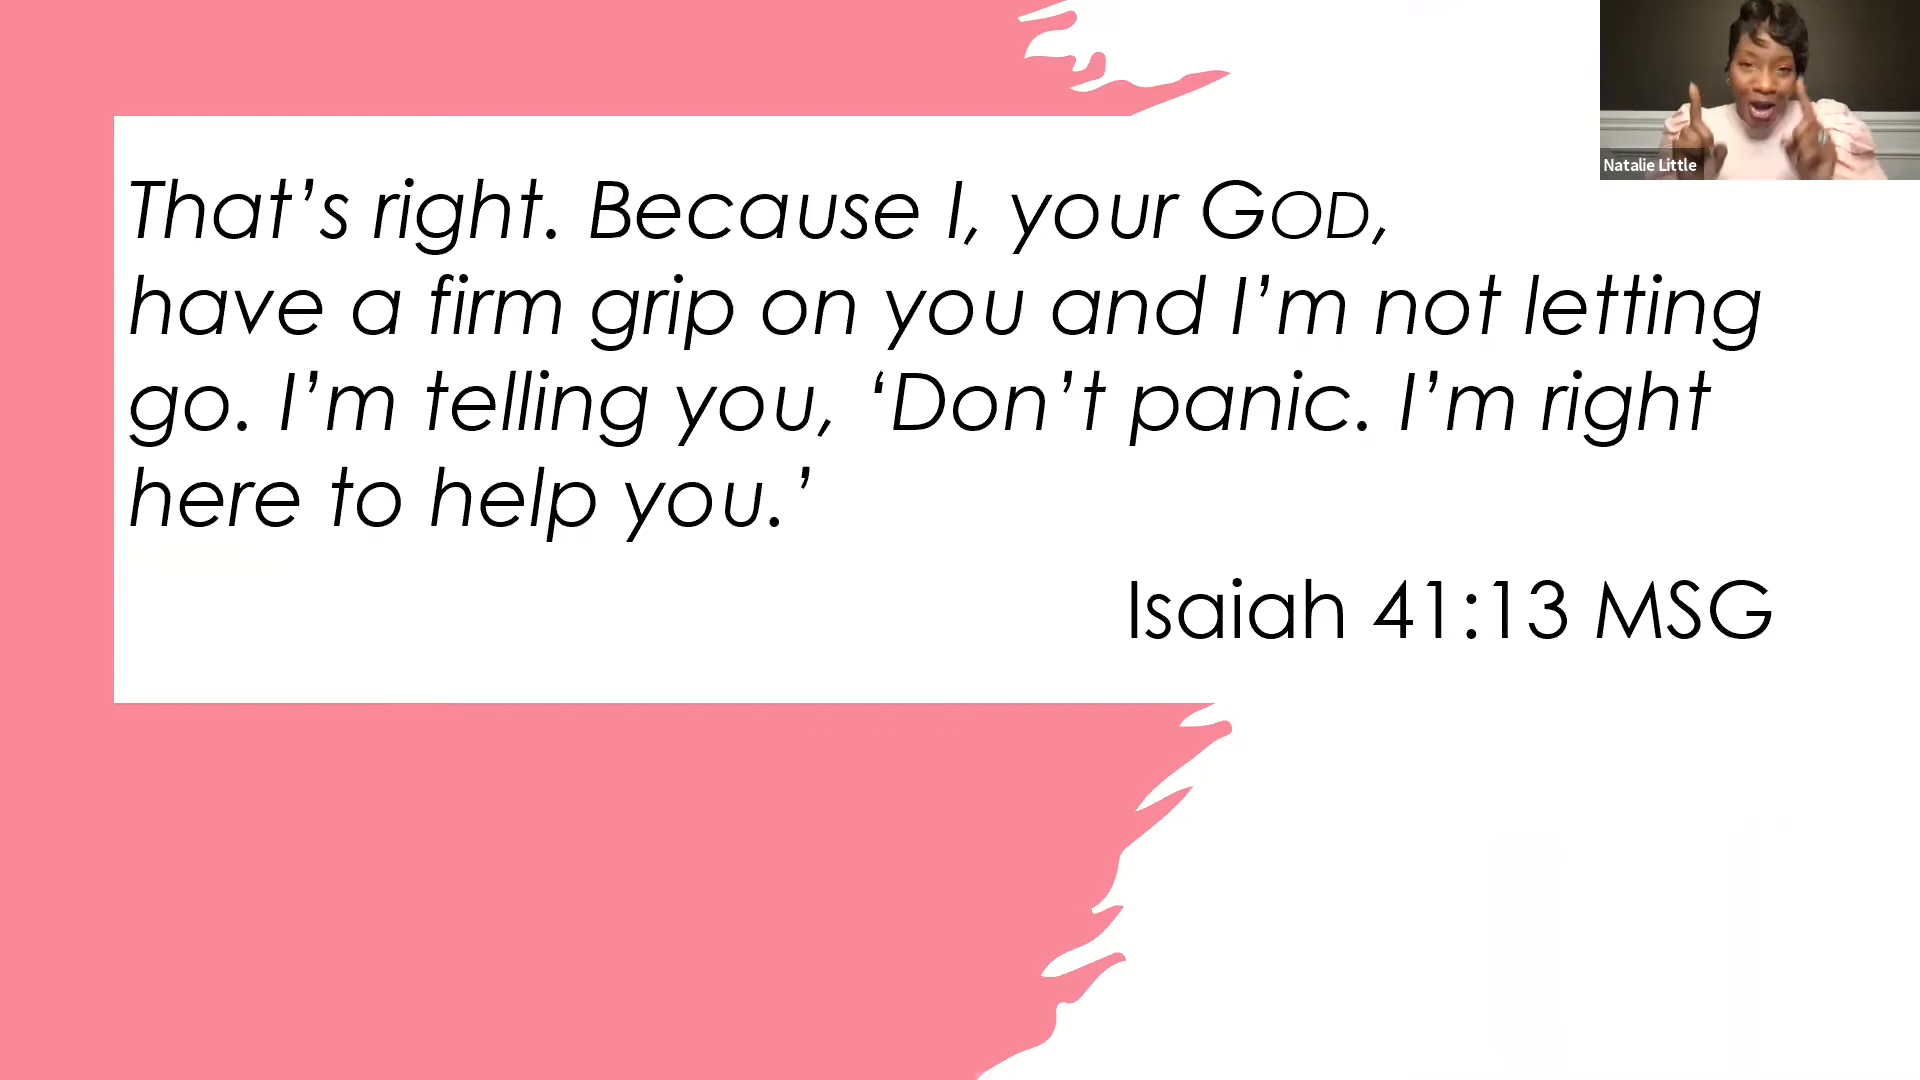 That’s right. Because I, your GOD,
have a firm grip on you and I’m not letting
go. I’m telling you, ‘Don’t panic. I’m right
here to help you.’
Isaiah 41:13 MSG
Natalie Little